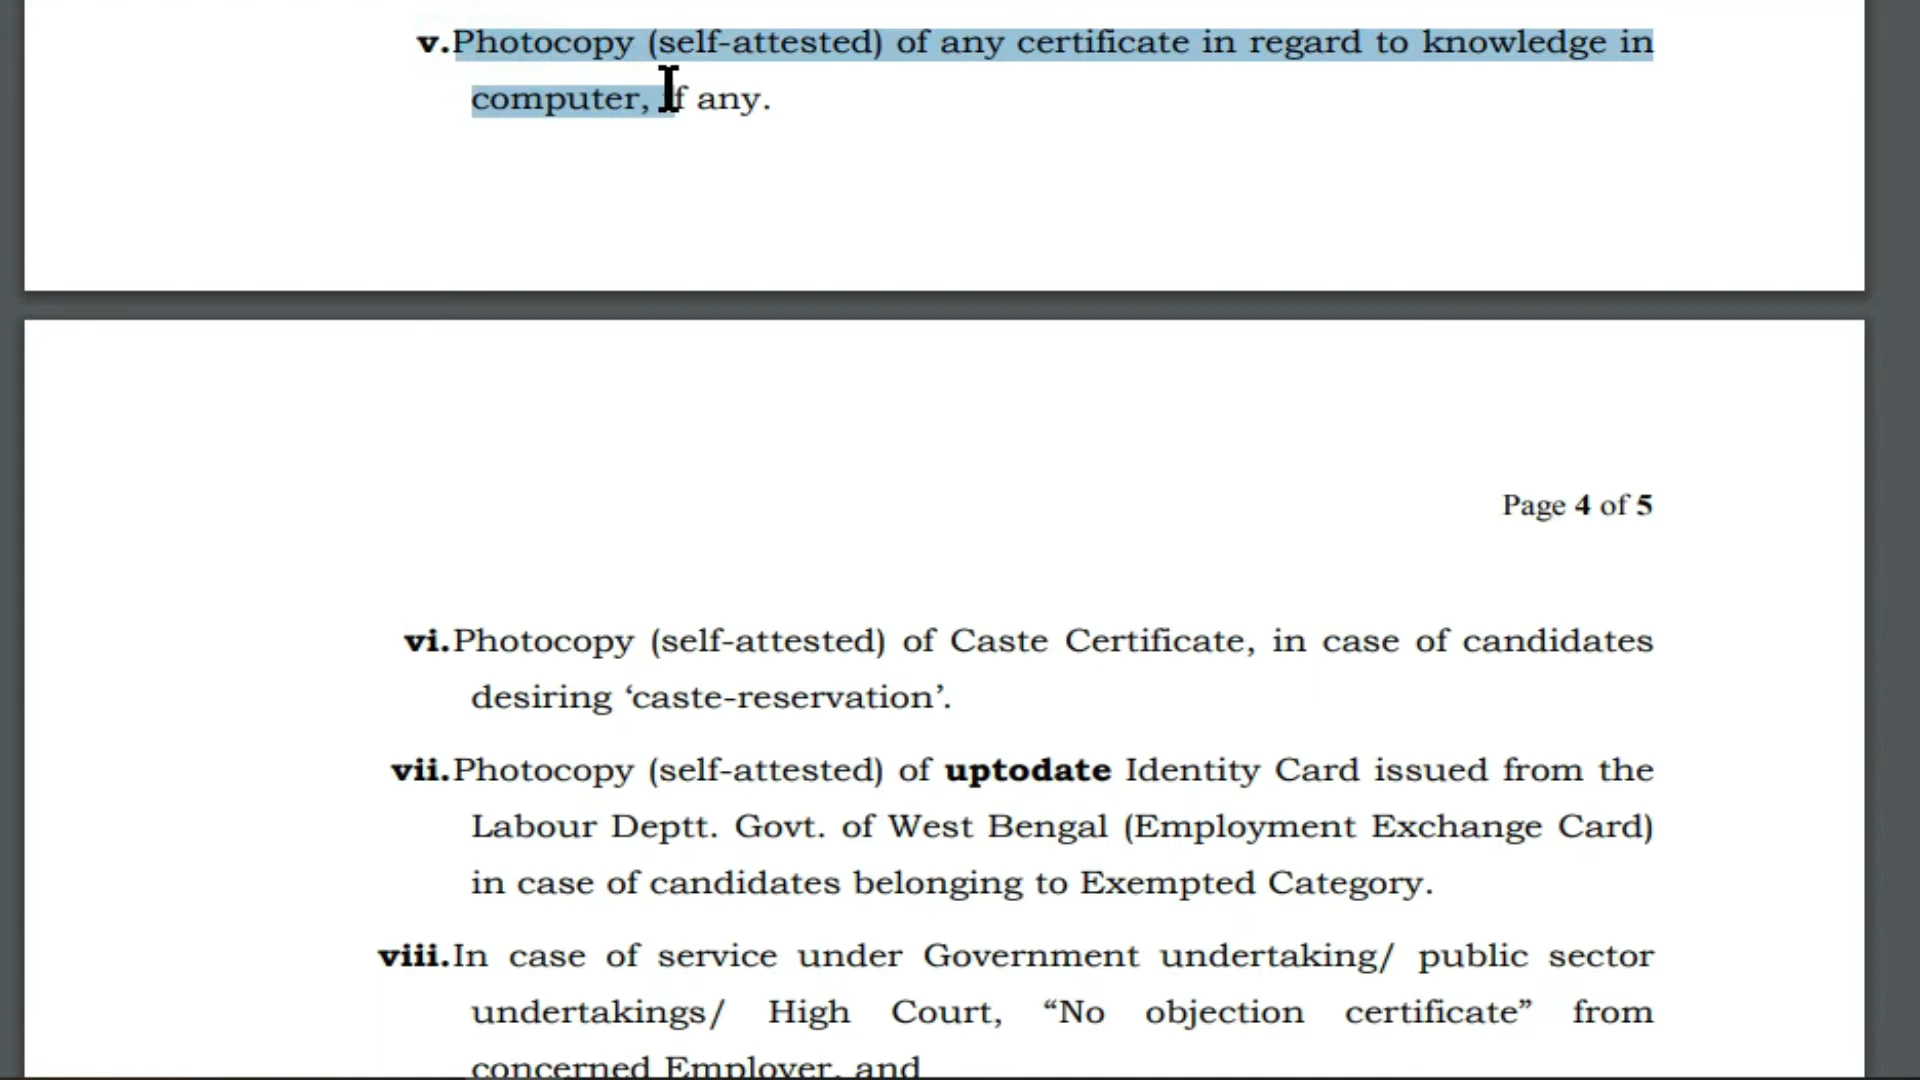 v.Photocopy (self-attested) of any certificate in regard to knowledge in
computer, if any.
Page 4 of 5
vi.Photocopy (self-attested) of Caste Certificate, in case of candidates
desiring ‘caste-reservation’.
vii.Photocopy (self-attested) of uptodate Identity Card issued from the
Labour Deptt. Govt. of West Bengal (Employment Exchange Card)
in case of candidates belonging to Exempted Category.
viii.In case of service under Government undertaking/ public sector
undertakings/ High Court, “No objection certificate” from
concerned Employer, and